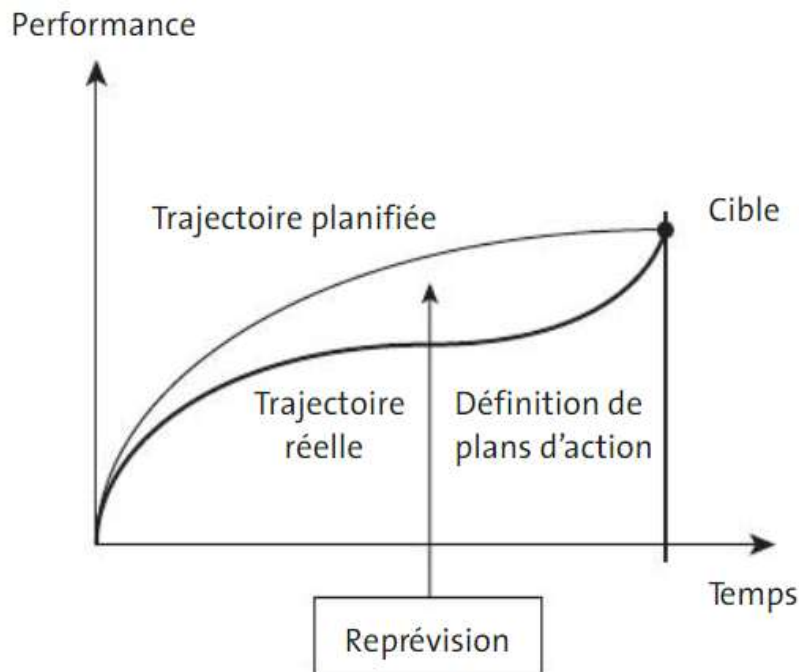 Performance
Trajectoire planifiée
Cible
Trajectoire
réelle
Définition de
plans d’action
Temps
Reprévision